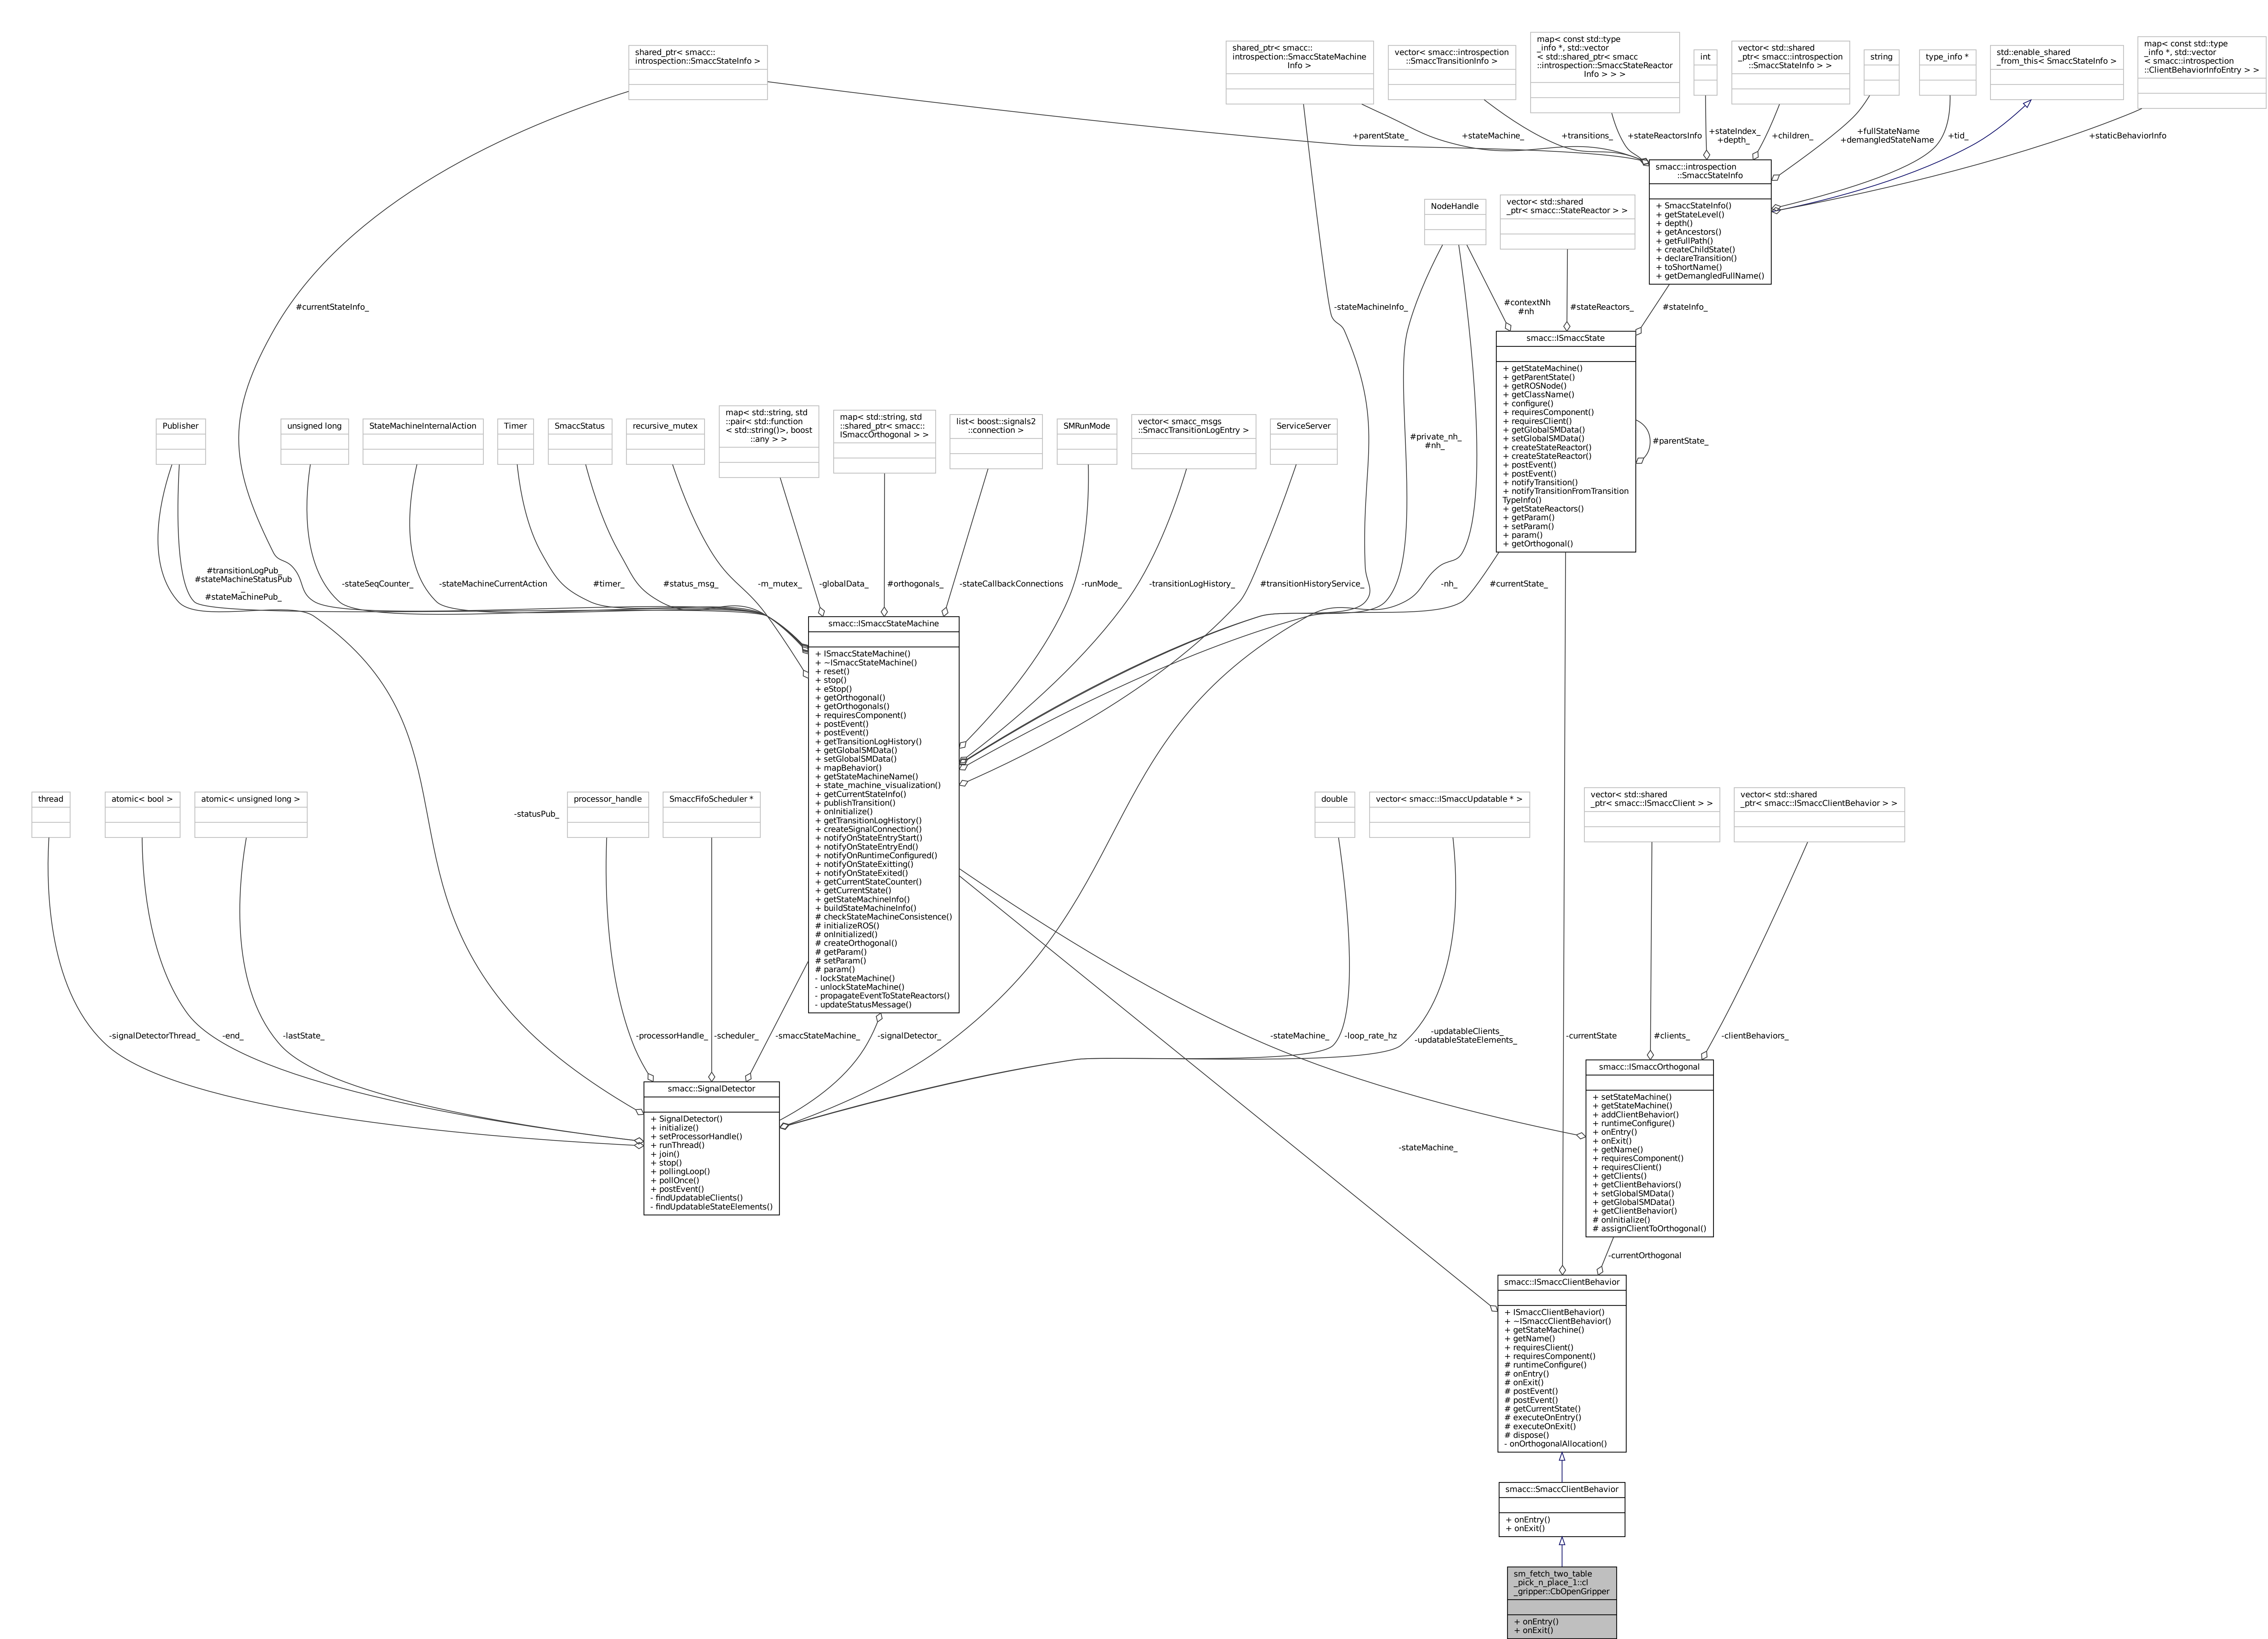 shared_ptr< smacc::
introspection::SmaccStateInfo >
shared_ptr< smacc::
introspection::SmaccStateMachine
Info >
vector< smacc::introspection
::SmaccTransitionInfo >
map< const std::type
_info *, std::vector
< std::shared_ptr< smacc
::introspection::SmaccStateReactor
Info > > >
int
vector< std::shared
_ptr< smacc::introspection
::SmaccStateInfo > >
string
type_info *
std::enable_shared
_from_this< SmaccStateInfo >
map< const std::type
_info *, std::vector
< smacc::introspection
::ClientBehaviorInfoEntry > >
+parentState_
+stateMachine_
+transitions_
+stateReactorsInfo
+stateIndex_
+depth_
+children_
+fullStateName
+demangledStateName
+tid_
+staticBehaviorInfo
smacc::introspection
::SmaccStateInfo
+ SmaccStateInfo()
+ getStateLevel()
+ depth()
+ getAncestors()
+ getFullPath()
+ createChildState()
+ declareTransition()
+ toShortName()
+ getDemangledFullName()
NodeHandle
vector< std::shared
_ptr< smacc::StateReactor > >
#currentStateInfo_
-stateMachineInfo_
#contextNh
#nh
#stateReactors_
#stateInfo_
smacc::ISmaccState
+ getStateMachine()
+ getParentState()
+ getROSNode()
+ getClassName()
+ configure()
+ requiresComponent()
+ requiresClient()
+ getGlobalSMData()
+ setGlobalSMData()
+ createStateReactor()
+ createStateReactor()
+ postEvent()
+ postEvent()
+ notifyTransition()
+ notifyTransitionFromTransition
TypeInfo()
+ getStateReactors()
+ getParam()
+ setParam()
+ param()
+ getOrthogonal()
#parentState_
#private_nh_
#nh_
Publisher
unsigned long
StateMachineInternalAction
Timer
SmaccStatus
recursive_mutex
map< std::string, std
::pair< std::function
< std::string()>, boost
::any > >
map< std::string, std
::shared_ptr< smacc::
ISmaccOrthogonal > >
list< boost::signals2
::connection >
SMRunMode
vector< smacc_msgs
::SmaccTransitionLogEntry >
ServiceServer
#transitionLogPub_
#stateMachineStatusPub
_
#stateMachinePub_
-stateSeqCounter_
-stateMachineCurrentAction
#timer_
#status_msg_
-m_mutex_
-globalData_
#orthogonals_
-stateCallbackConnections
-runMode_
-transitionLogHistory_
#transitionHistoryService_
-nh_
#currentState_
smacc::ISmaccStateMachine
+ ISmaccStateMachine()
+ ~ISmaccStateMachine()
+ reset()
+ stop()
+ eStop()
+ getOrthogonal()
+ getOrthogonals()
+ requiresComponent()
+ postEvent()
+ postEvent()
+ getTransitionLogHistory()
+ getGlobalSMData()
+ setGlobalSMData()
+ mapBehavior()
+ getStateMachineName()
+ state_machine_visualization()
+ getCurrentStateInfo()
+ publishTransition()
+ onInitialize()
+ getTransitionLogHistory()
+ createSignalConnection()
+ notifyOnStateEntryStart()
+ notifyOnStateEntryEnd()
+ notifyOnRuntimeConfigured()
+ notifyOnStateExitting()
+ notifyOnStateExited()
+ getCurrentStateCounter()
+ getCurrentState()
+ getStateMachineInfo()
+ buildStateMachineInfo()
# checkStateMachineConsistence()
# initializeROS()
# onInitialized()
# createOrthogonal()
# getParam()
# setParam()
# param()
- lockStateMachine()
- unlockStateMachine()
- propagateEventToStateReactors()
- updateStatusMessage()
thread
atomic< bool >
atomic< unsigned long >
-statusPub_
processor_handle
SmaccFifoScheduler *
double
vector< smacc::ISmaccUpdatable * >
vector< std::shared
_ptr< smacc::ISmaccClient > >
vector< std::shared
_ptr< smacc::ISmaccClientBehavior > >
-signalDetectorThread_
-end_
-lastState_
-processorHandle_
-scheduler_
-smaccStateMachine_
-signalDetector_
-stateMachine_
-loop_rate_hz
-updatableClients_
-updatableStateElements_
-currentState
#clients_
-clientBehaviors_
smacc::SignalDetector
+ SignalDetector()
+ initialize()
+ setProcessorHandle()
+ runThread()
+ join()
+ stop()
+ pollingLoop()
+ pollOnce()
+ postEvent()
- findUpdatableClients()
- findUpdatableStateElements()
smacc::ISmaccOrthogonal
+ setStateMachine()
+ getStateMachine()
+ addClientBehavior()
+ runtimeConfigure()
+ onEntry()
+ onExit()
+ getName()
+ requiresComponent()
+ requiresClient()
+ getClients()
+ getClientBehaviors()
+ setGlobalSMData()
+ getGlobalSMData()
+ getClientBehavior()
# onInitialize()
# assignClientToOrthogonal()
-stateMachine_
-currentOrthogonal
smacc::ISmaccClientBehavior
+ ISmaccClientBehavior()
+ ~ISmaccClientBehavior()
+ getStateMachine()
+ getName()
+ requiresClient()
+ requiresComponent()
# runtimeConfigure()
# onEntry()
# onExit()
# postEvent()
# postEvent()
# getCurrentState()
# executeOnEntry()
# executeOnExit()
# dispose()
- onOrthogonalAllocation()
smacc::SmaccClientBehavior
+ onEntry()
+ onExit()
sm_fetch_two_table
_pick_n_place_1::cl
_gripper::CbOpenGripper
+ onEntry()
+ onExit()